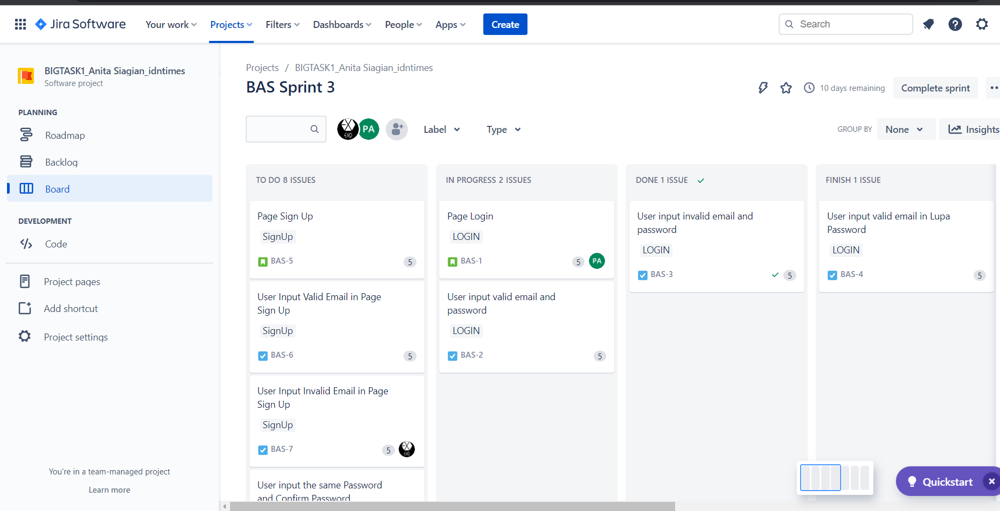 Jira Software
Your work
Projects
Filters
Dashboards
People
Apps
Create
Search
BIGTASK1_Anita Siagian_idntimes
Software project
PLANNING
Roadmap
Backlog
Board
DEVELOPMENT
Code
Project pages
Add shortcut
Project settings
You're in a team-managed project
Learn more
Projects / BIGTASK1_Anita Siagian_idntimes
BAS Sprint 3
10 days remaining
Complete sprint
EXO
PA
Label
Type
GROUP BY
None
Insights
TO DO 8 ISSUES
Page Sign Up
SignUp
BAS-5
5
User Input Valid Email in Page
Sign Up
SignUp
BAS-6
5
User Input Invalid Email in Page
Sign Up
SignUp
BAS-7
5
EXO
User input the same Password
and Confirm Password
IN PROGRESS 2 ISSUES
Page Login
LOGIN
BAS-1
5
PA
User input valid email and
password
LOGIN
BAS-2
5
DONE 1 ISSUE
User input invalid email and
password
LOGIN
BAS-3
5
FINISH 1 ISSUE
User input valid email in Lupa
Password
LOGIN
BAS-4
5
Quickstart